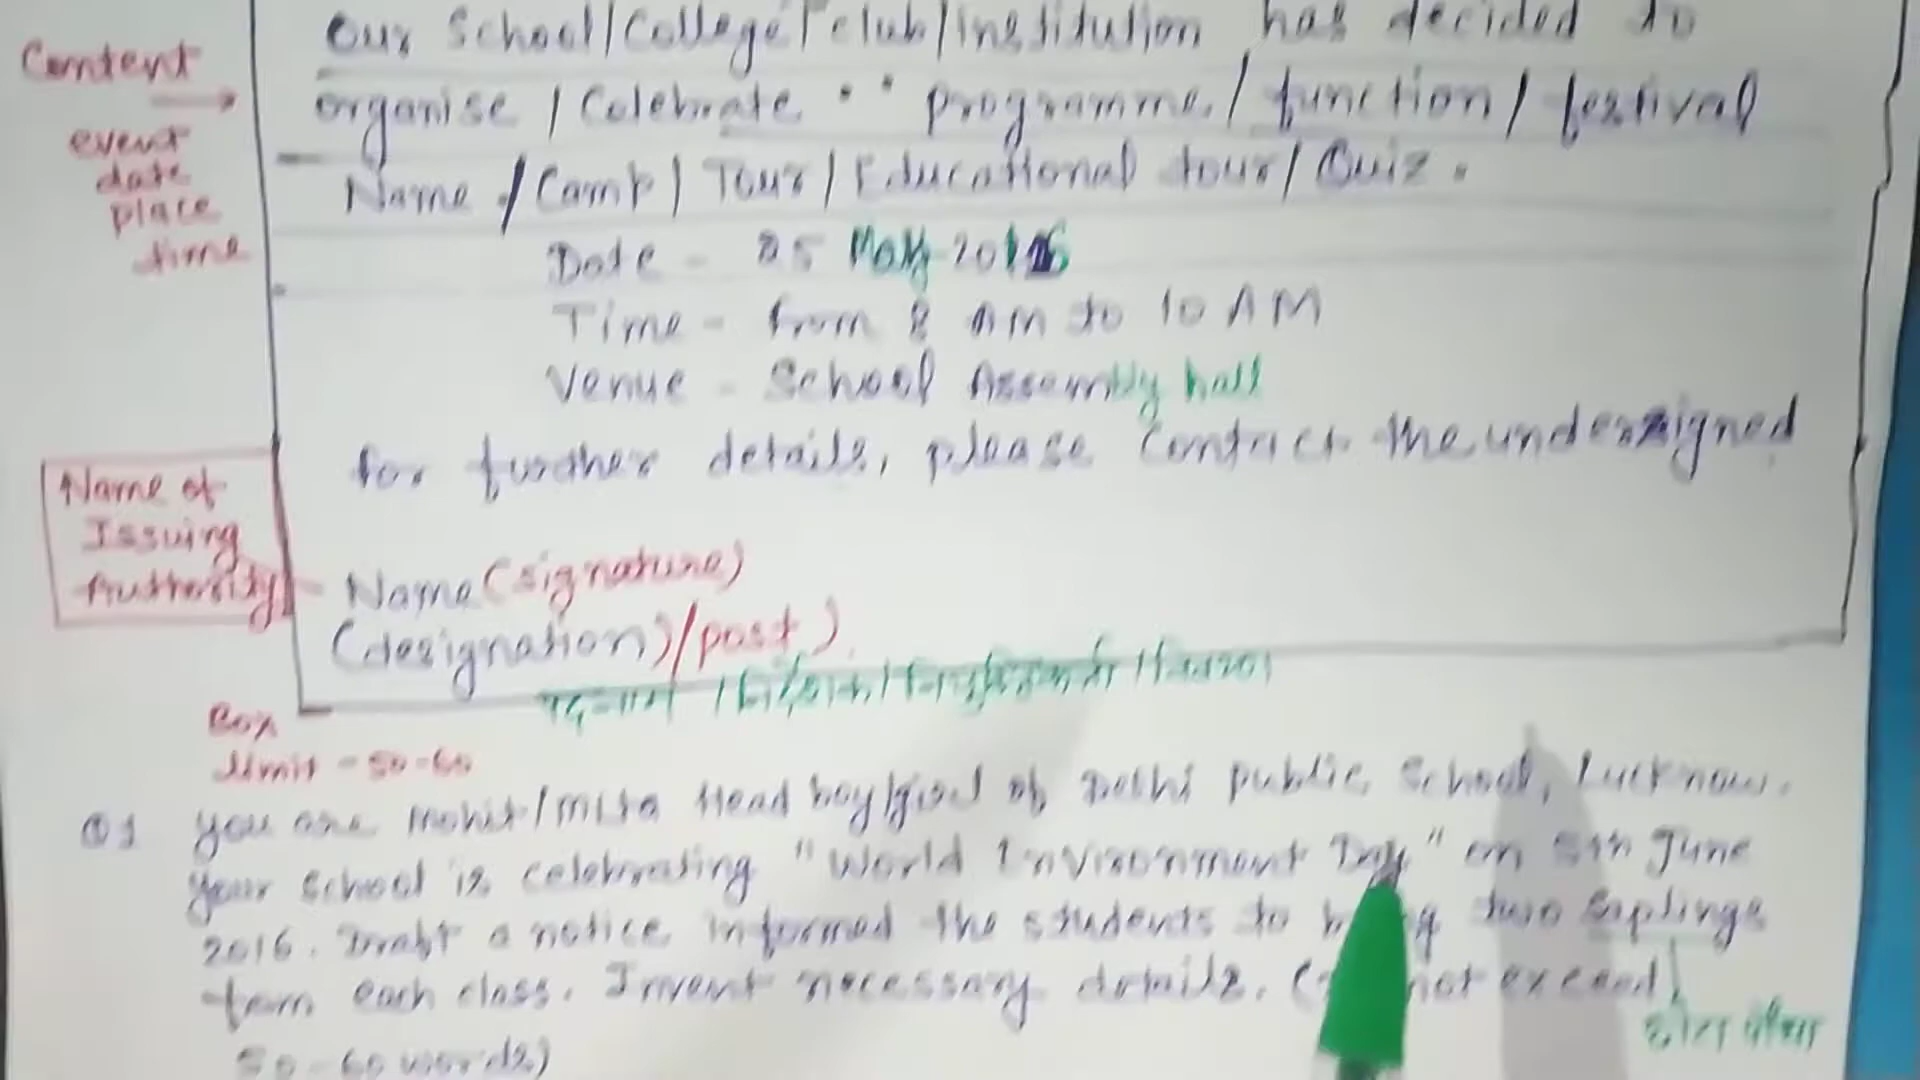 Content
event
date
place
time
Our School/College/club/institution has decided to
organise / Celebrate . . programme / function / festival
Name / Camp / Tour / Educational tour / Quiz.
Date - 25 May 2016
Time - from 8 AM to 10 AM
Venue - School Assembly hall
for further details, please Contact the undersigned
Name of
Issuing
Authority
Name (signature)
(designation)/post)
Box
limit - 50-60
Q1 you are Mohit/Mita Head boy/girl of Delhi public School, Lucknow.
Your School is celebrating "World Environment Day" on 5th June
2016. Draft a notice informed the students to two Saplings
from each class. Invent necessary details. ( not exceed
50-60 words)